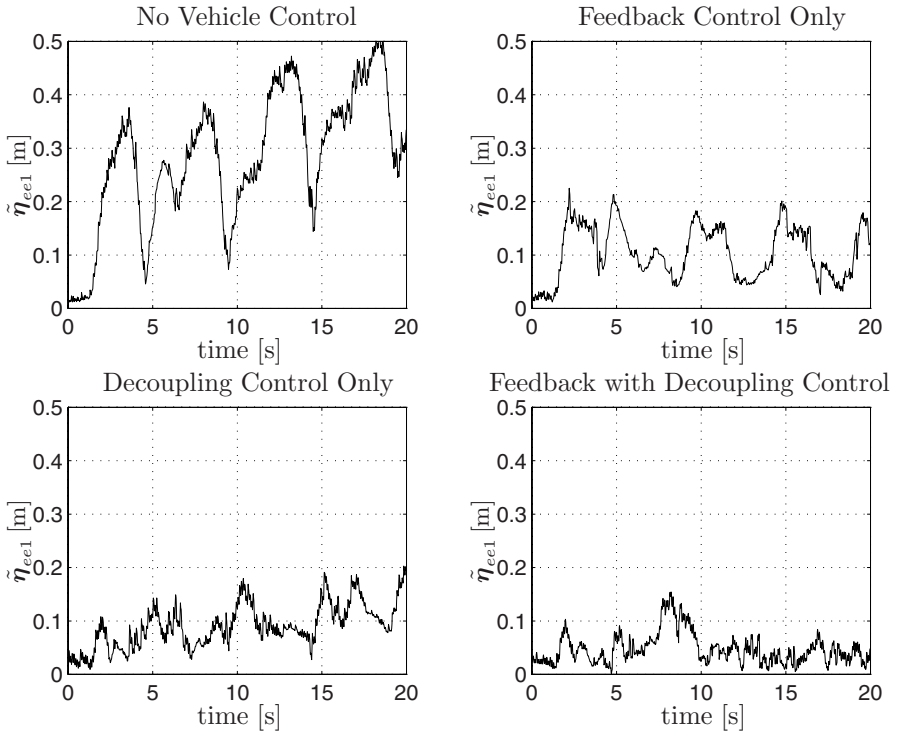 No Vehicle Control
0.5
0.4
0.3
0.2
0.1
0
η̃ee1 [m]
0 5 10 15 20
time [s]
Feedback Control Only
0.5
0.4
0.3
0.2
0.1
0
η̃ee1 [m]
0 5 10 15 20
time [s]
Decoupling Control Only
0.5
0.4
0.3
0.2
0.1
0
η̃ee1 [m]
0 5 10 15 20
time [s]
Feedback with Decoupling Control
0.5
0.4
0.3
0.2
0.1
0
η̃ee1 [m]
0 5 10 15 20
time [s]